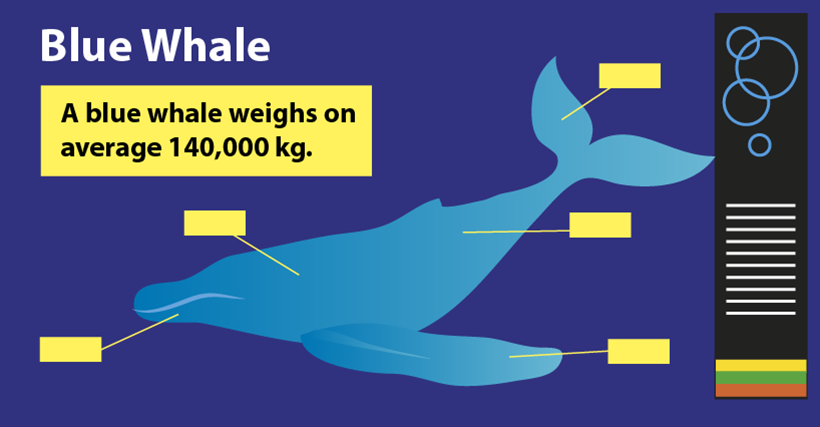 Blue Whale
A blue whale weighs on
average 140,000 kg.